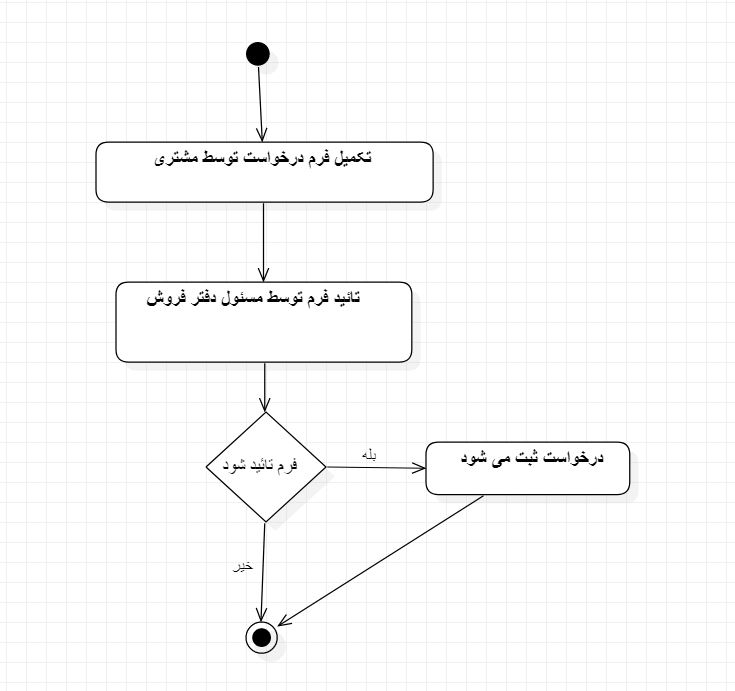 تکمیل فرم درخواست توسط مشتری
تائید فرم توسط مسئول دفتر فروش
بله
درخواست ثبت می شود
فرم تائید شود
خیر